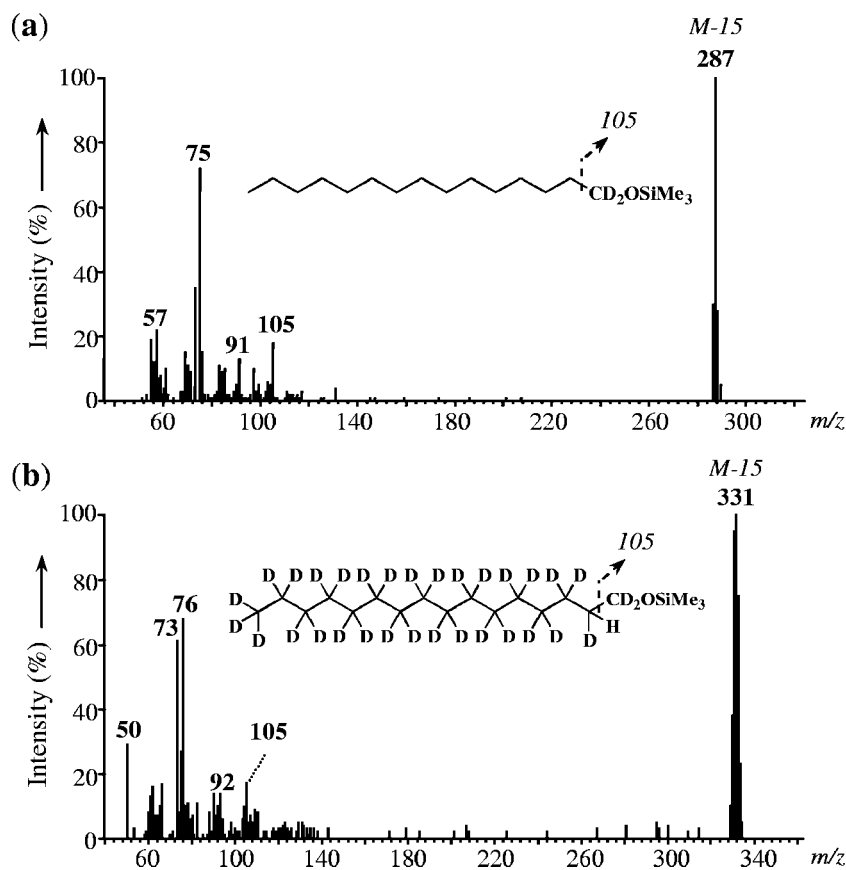 (a)
M-15
287
100
80
60
40
20
0
Intensity (%)
75
57
91
105
105
CD2OSiMe3
60
100
140
180
220
260
300
m/z
(b)
M-15
331
100
80
60
40
20
0
Intensity (%)
76
73
50
92
105
105
D D D D D D D D D D D D D D
D
D
D
CD2OSiMe3
H
D D D D D D D D D D D D D
60
100
140
180
220
260
300
340
m/z